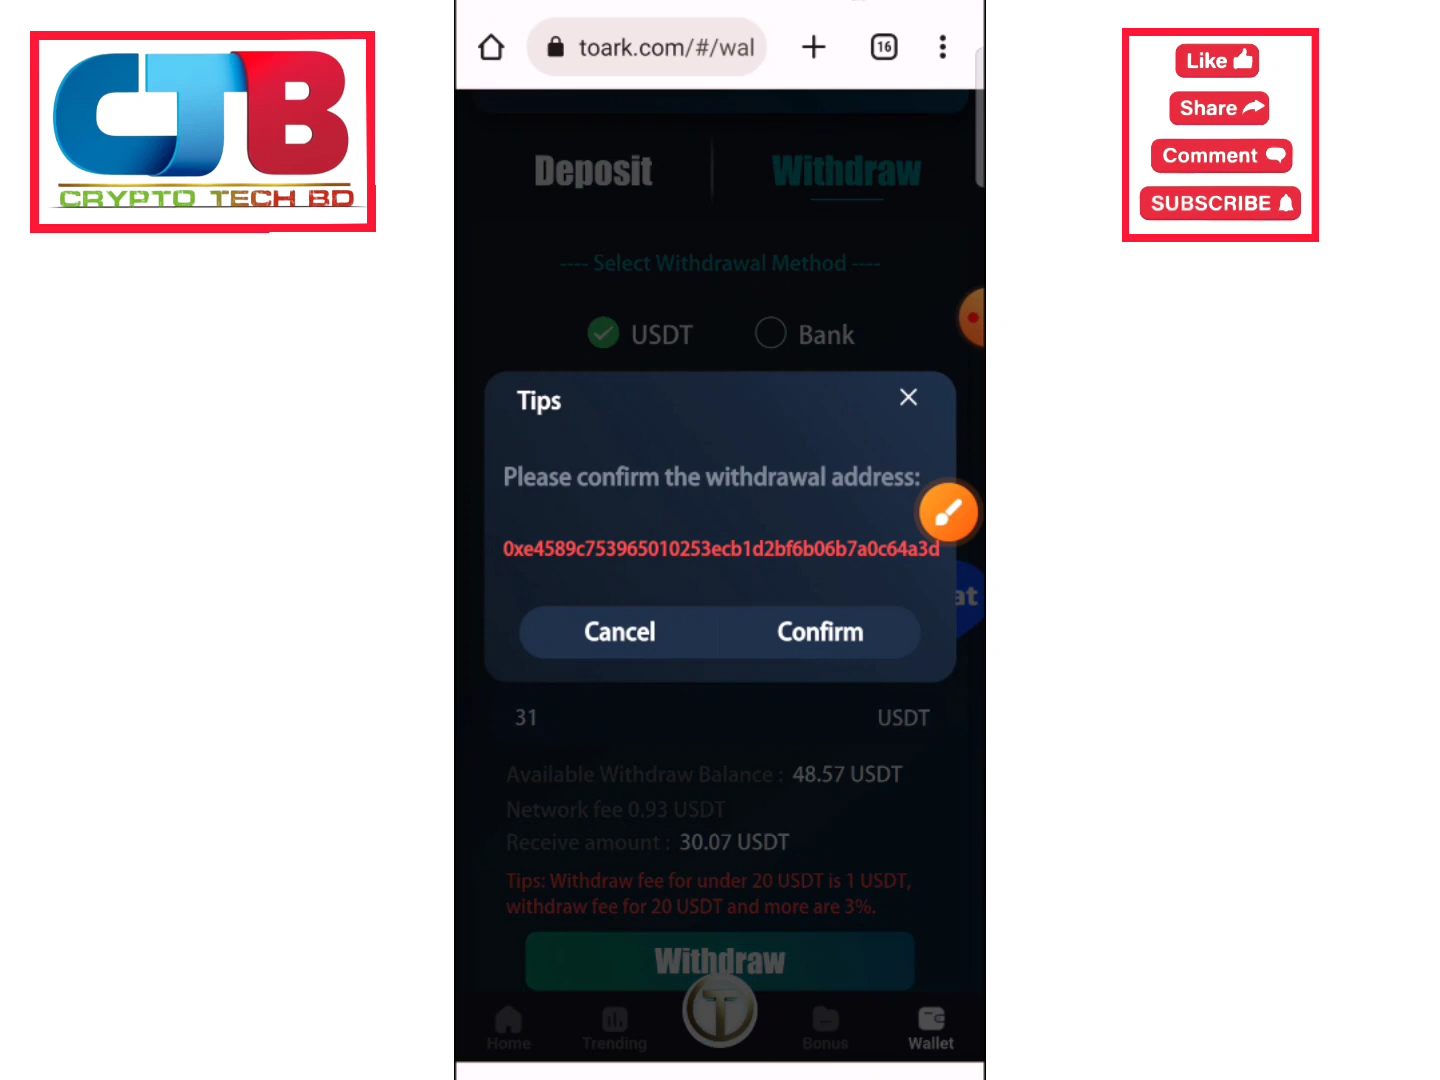 CTB
CRYPTO TECH BD
toark.com/#/wal
16
Like
Share
Comment
SUBSCRIBE
Deposit
Withdraw
---- Select Withdrawal Method ----
USDT
Bank
Tips
Please confirm the withdrawal address:
0xe4589c753965010253ecb1d2bf6b06b7a0c64a3d
at
Cancel
Confirm
31
USDT
Available Withdraw Balance : 48.57 USDT
Network fee 0.93 USDT
Receive amount : 30.07 USDT
Tips: Withdraw fee for under 20 USDT is 1 USDT,
withdraw fee for 20 USDT and more are 3%.
Withdraw
T
Home
Trending
Bonus
Wallet